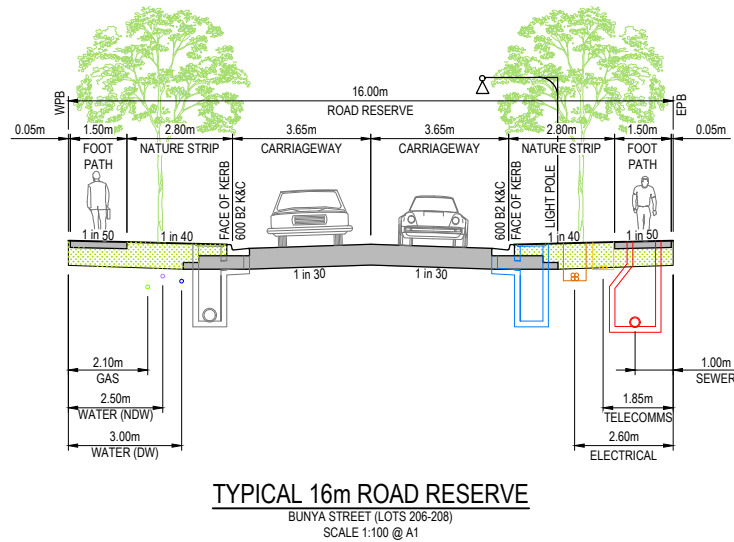 WPB
16.00m
ROAD RESERVE
EPB
0.05m
1.50m
2.80m
3.65m
3.65m
2.80m
1.50m
0.05m
FOOT
PATH
NATURE STRIP
CARRIAGEWAY
CARRIAGEWAY
NATURE STRIP
FOOT
PATH
FACE OF KERB
600 B2 K&C
600 B2 K&C
FACE OF KERB
LIGHT POLE
1 in 50
1 in 40
1 in 40
1 in 50
1 in 30
1 in 30
2.10m
GAS
2.50m
WATER (NDW)
3.00m
WATER (DW)
1.00m
SEWER
1.85m
TELECOMMS
2.60m
ELECTRICAL
TYPICAL 16m ROAD RESERVE
BUNYA STREET (LOTS 206-208)
SCALE 1:100 @ A1